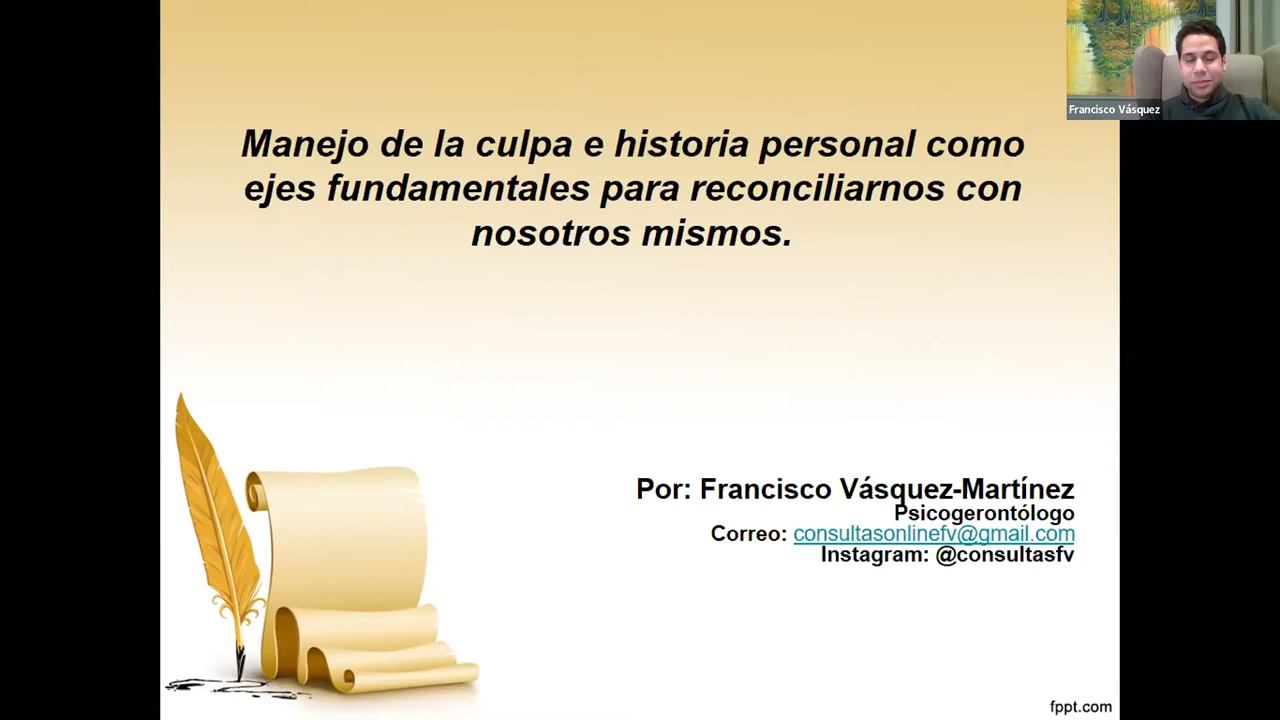 Francisco Vásquez
Manejo de la culpa e historia personal como
ejes fundamentales para reconciliarnos con
nosotros mismos.
Por: Francisco Vásquez-Martínez
Psicogerontólogo
Correo: consultasonlinefv@gmail.com
Instagram: @consultasfv
fppt.com